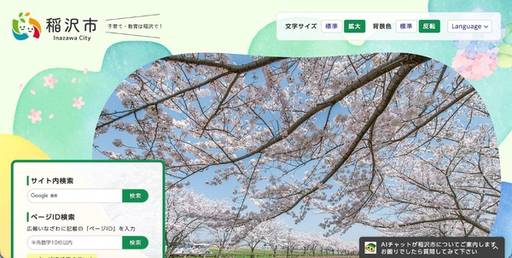 稲沢市
Inazawa City
子育て・教育は稲沢で!
文字サイズ 標準 拡大 背景色 標準 反転 Language
サイト内検索
Google 検索 検索
ページID検索
広報いなざわに記載の「ページID」を入力
半角数字10桁以内 検索
AIチャットが稲沢市についてご案内します
お困りでしたら質問してみて下さい